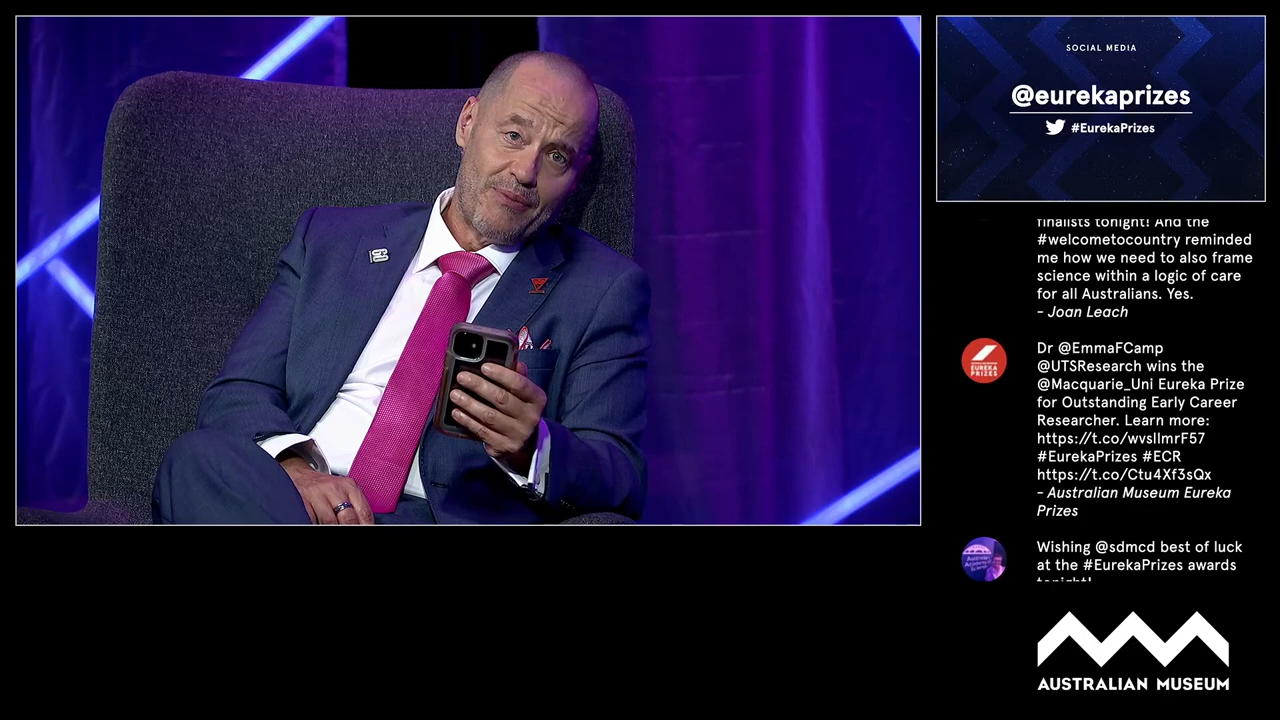 SOCIAL MEDIA
@eurekaprizes
#EurekaPrizes
finalists tonight! And the
#welcometocountry reminded
me how we need to also frame
science within a logic of care
for all Australians. Yes.
- Joan Leach
EUREKA
PRIZES
Dr @EmmaFCamp
@UTSResearch wins the
@Macquarie_Uni Eureka Prize
for Outstanding Early Career
Researcher. Learn more:
https://t.co/wvsllmrF57
#EurekaPrizes #ECR
https://t.co/Ctu4Xf3sQx
- Australian Museum Eureka
Prizes
Wishing @sdmcd best of luck
at the #EurekaPrizes awards
tonight!
AUSTRALIAN MUSEUM